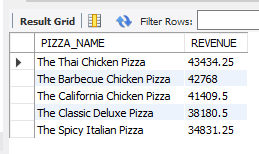 Result Grid Filter Rows:
PIZZA_NAME REVENUE
The Thai Chicken Pizza 43434.25
The Barbecue Chicken Pizza 42768
The California Chicken Pizza 41409.5
The Classic Deluxe Pizza 38180.5
The Spicy Italian Pizza 34831.25